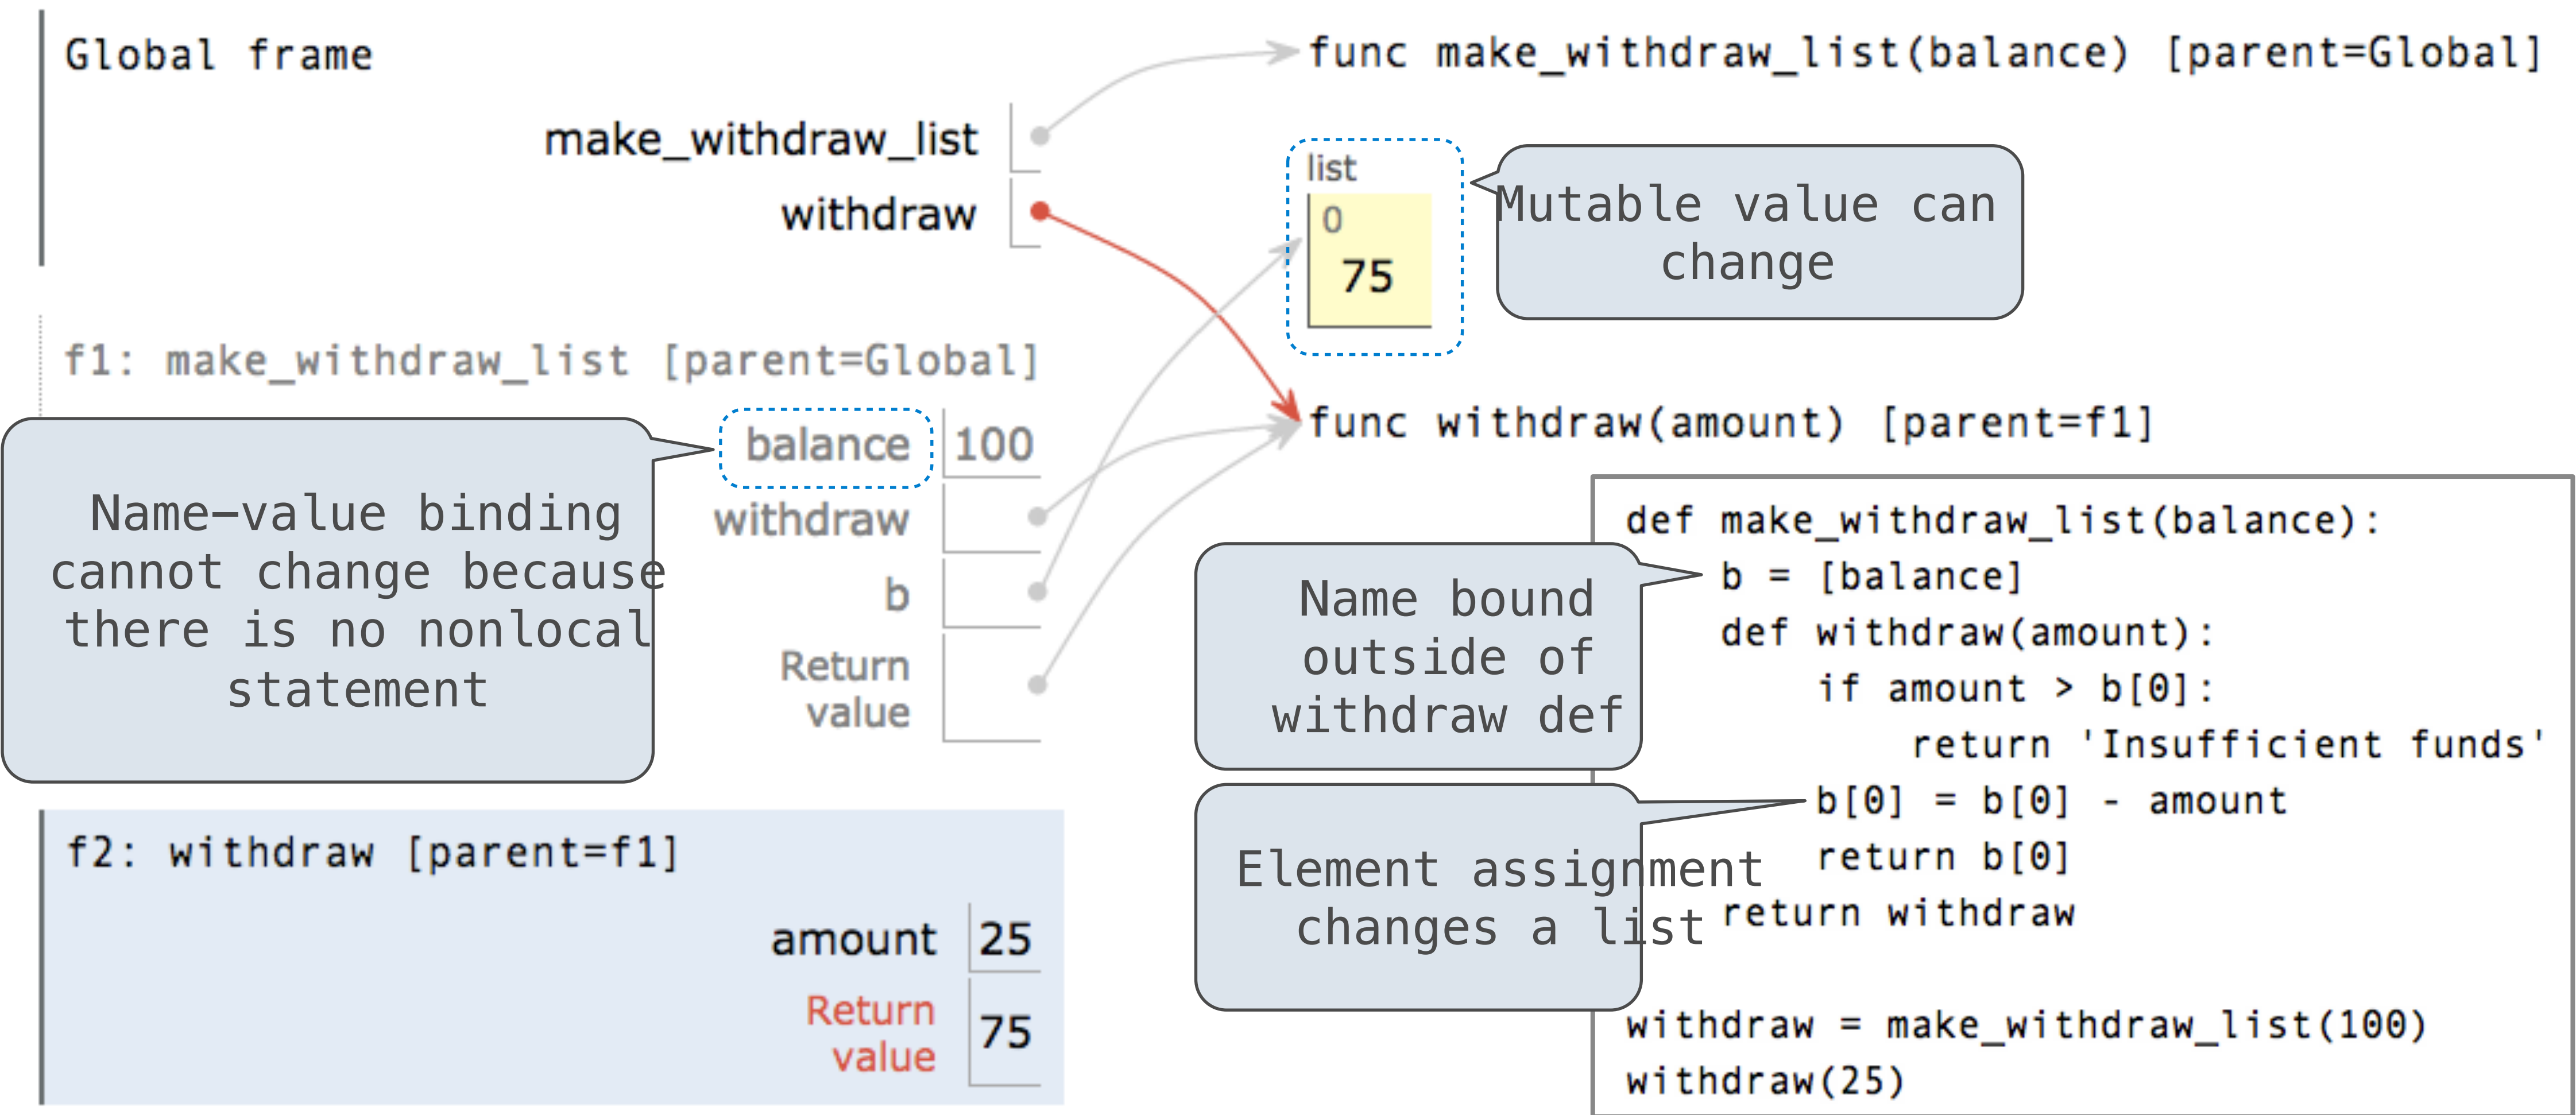 Global frame
make_withdraw_list
withdraw
func make_withdraw_list(balance) [parent=Global]
list
0
75
Mutable value can
change
f1: make_withdraw_list [parent=Global]
balance 100
withdraw
b
Return
value
func withdraw(amount) [parent=f1]
Name-value binding
cannot change because
there is no nonlocal
statement
f2: withdraw [parent=f1]
amount 25
Return
value 75
Name bound
outside of
withdraw def
Element assignment
changes a list
def make_withdraw_list(balance):
    b = [balance]
    def withdraw(amount):
        if amount > b[0]:
            return 'Insufficient funds'
        b[0] = b[0] - amount
        return b[0]
    return withdraw
withdraw = make_withdraw_list(100)
withdraw(25)